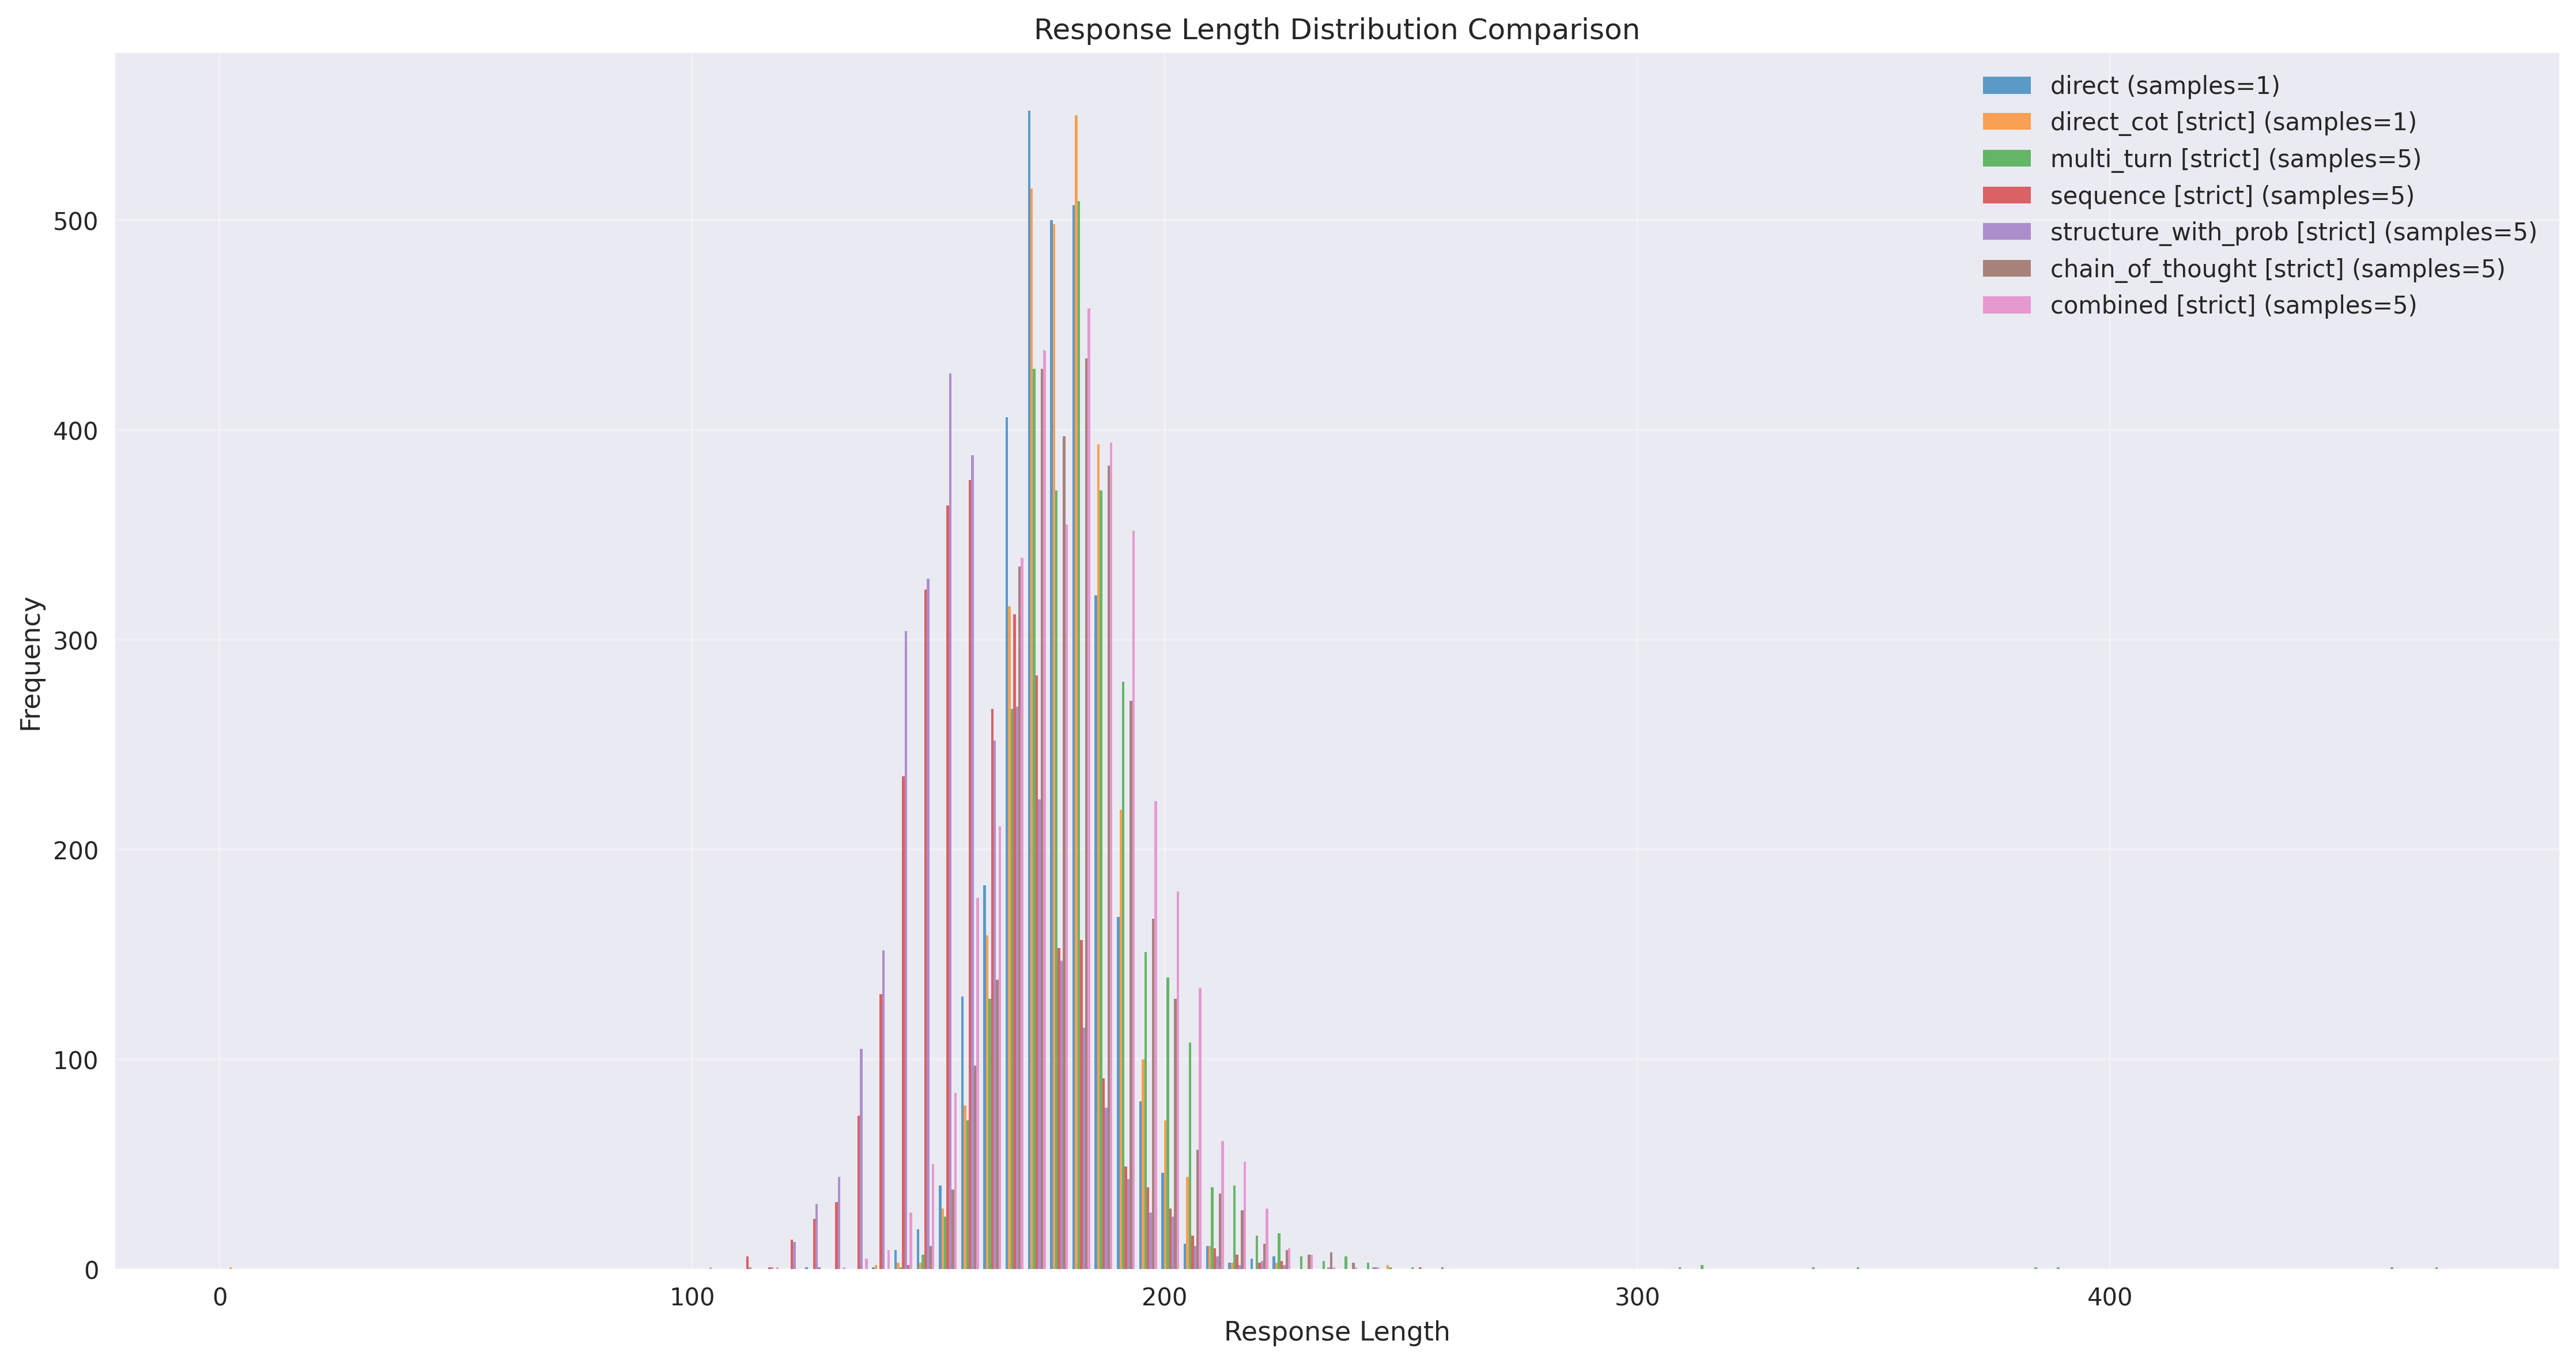 Response Length Distribution Comparison
direct (samples=1)
direct_cot [strict] (samples=1)
multi_turn [strict] (samples=5)
sequence [strict] (samples=5)
structure_with_prob [strict] (samples=5)
chain_of_thought [strict] (samples=5)
combined [strict] (samples=5)
Frequency
500
400
300
200
100
0
0 100 200 300 400
Response Length